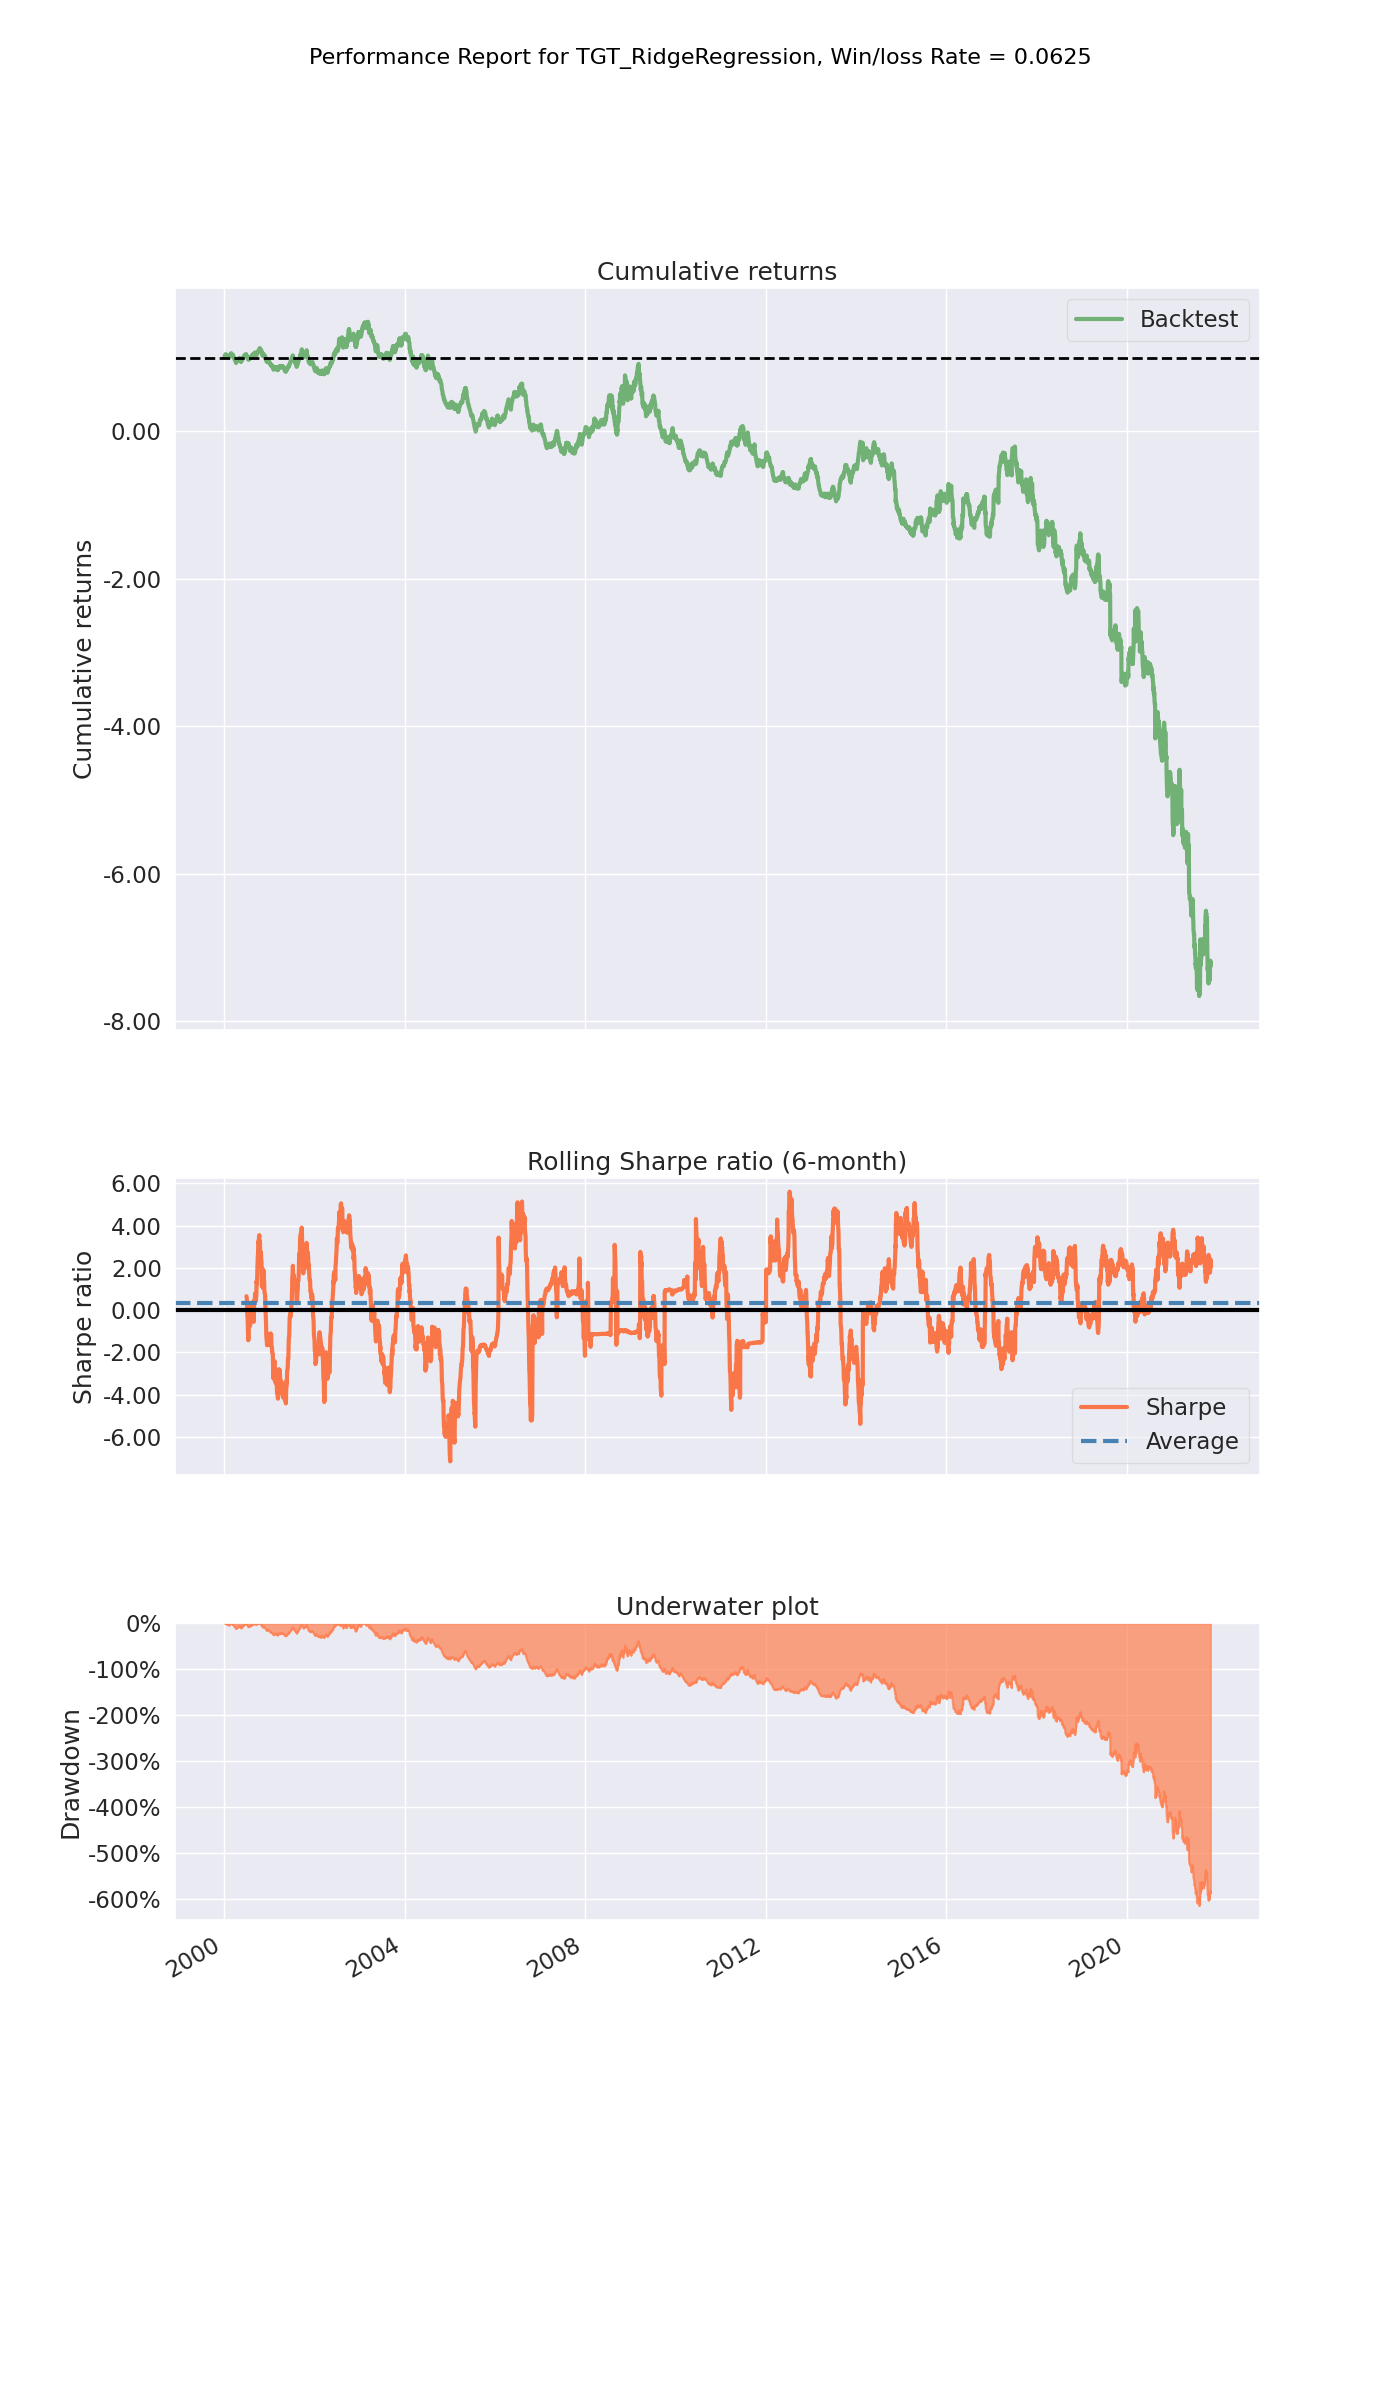 Performance Report for TGT_RidgeRegression, Win/loss Rate = 0.0625
Cumulative returns
Backtest
Cumulative returns
0.00
-2.00
-4.00
-6.00
-8.00
Rolling Sharpe ratio (6-month)
Sharpe ratio
6.00
4.00
2.00
0.00
-2.00
-4.00
-6.00
Sharpe
Average
Underwater plot
Drawdown
0%
-100%
-200%
-300%
-400%
-500%
-600%
2000
2004
2008
2012
2016
2020